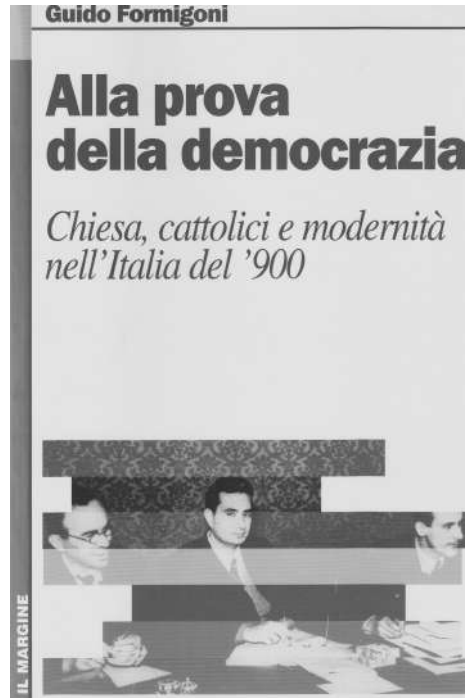 Guido Formigoni
Alla prova
della democrazia
Chiesa, cattolici e modernità
nell'Italia del '900
IL MARGINE